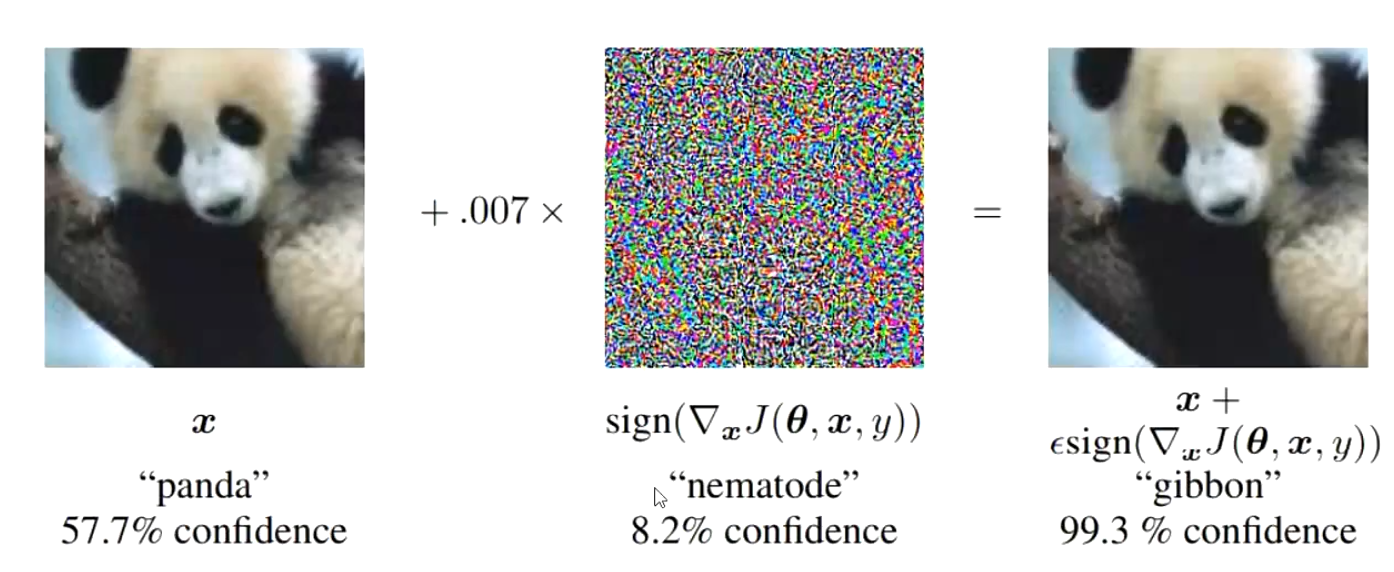 + .007 ×
=
x
sign(∇ₓJ(θ, x, y))
x +
ϵsign(∇ₓJ(θ, x, y))
“panda”
“nematode”
“gibbon”
57.7% confidence
8.2% confidence
99.3 % confidence